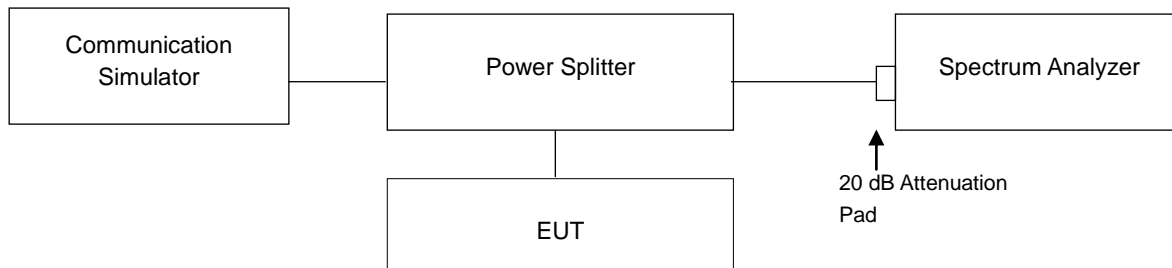 Communication
Simulator
Power Splitter
Spectrum Analyzer
20 dB Attenuation
Pad
EUT